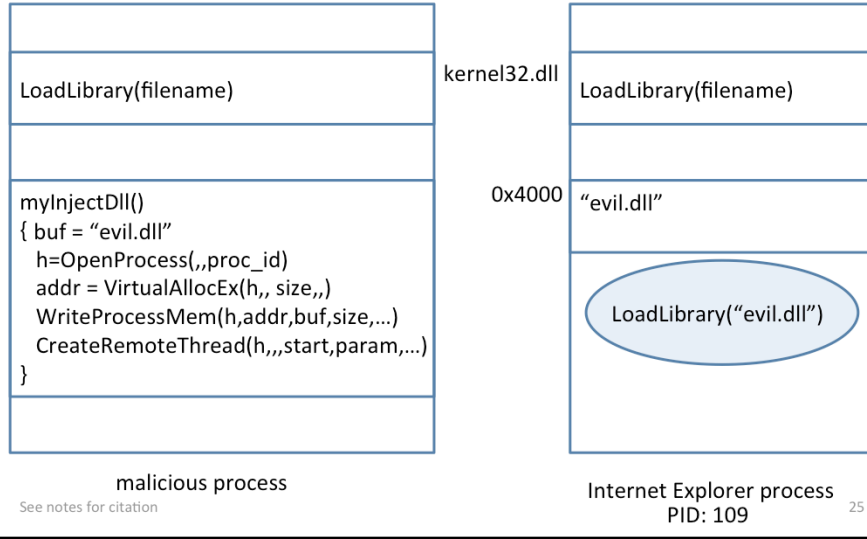 LoadLibrary(filename)
kernel32.dll
LoadLibrary(filename)
myInjectDll()
{ buf = “evil.dll”
h=OpenProcess(,,proc_id)
addr = VirtualAllocEx(h,, size,,)
WriteProcessMem(h,addr,buf,size,...)
CreateRemoteThread(h,,,start,param,...)
}
0x4000
“evil.dll”
LoadLibrary(“evil.dll”)
malicious process
See notes for citation
Internet Explorer process
PID: 109
25